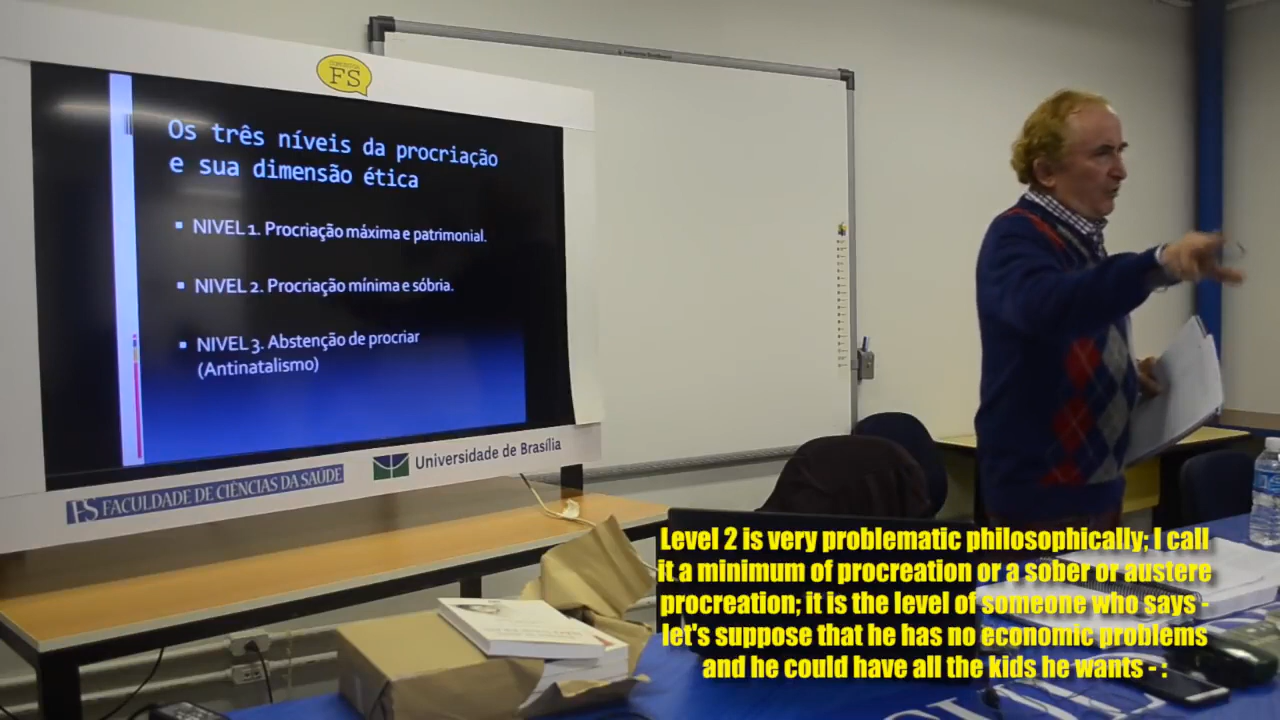 FS
Os três níveis da procriação
e sua dimensão ética
NIVEL 1. Procriação máxima e patrimonial.
NIVEL 2. Procriação mínima e sóbria.
NIVEL 3. Abstenção de procriar
(Antinatalismo)
FS FACULDADE DE CIÊNCIAS DA SAÚDE
Universidade de Brasília
Level 2 is very problematic philosophically; I call
it a minimum of procreation or a sober or austere
procreation; it is the level of someone who says -
let's suppose that he has no economic problems
and he could have all the kids he wants - :